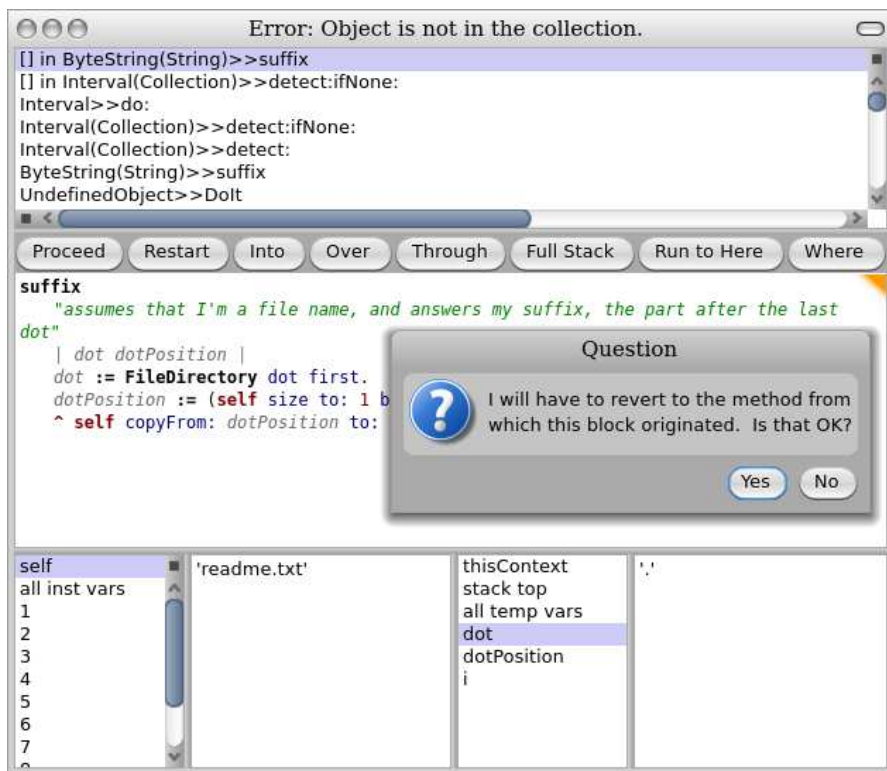 Error: Object is not in the collection.
[] in ByteString(String)>>suffix
[] in Interval(Collection)>>detect:ifNone:
Interval>>do:
Interval(Collection)>>detect:ifNone:
Interval(Collection)>>detect:
ByteString(String)>>suffix
UndefinedObject>>DoIt
Proceed Restart Into Over Through Full Stack Run to Here Where
suffix
"assumes that I'm a file name, and answers my suffix, the part after the last
dot"
| dot dotPosition |
dot := FileDirectory dot first.
dotPosition := (self size to: 1 b
^ self copyFrom: dotPosition to:
Question
I will have to revert to the method from
which this block originated. Is that OK?
Yes No
self
all inst vars
1
2
3
4
5
6
7
'readme.txt'
thisContext
stack top
all temp vars
dot
dotPosition
i
'.'